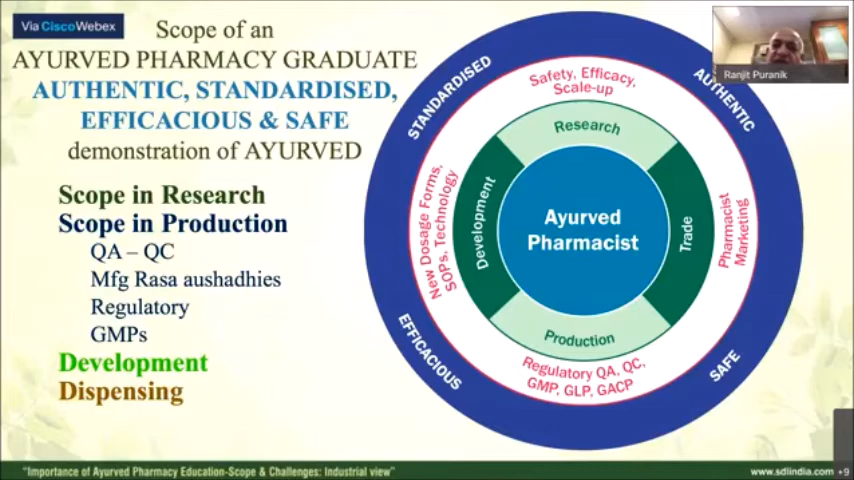 Via Cisco Webex
Scope of an
AYURVED PHARMACY GRADUATE
AUTHENTIC, STANDARDISED,
EFFICACIOUS & SAFE
demonstration of AYURVED
Scope in Research
Scope in Production
QA – QC
Mfg Rasa aushadhies
Regulatory
GMPs
Development
Dispensing
STANDARDISED
AUTHENTIC
EFFICACIOUS
SAFE
Safety, Efficacy,
Scale-up
New Dosage Forms,
SOPs. Technology
Pharmacist
Marketing
Regulatory QA, QC,
GMP, GLP, GACP
Research
Development
Trade
Production
Ayurved
Pharmacist
Ranjit Puranik
"Importance of Ayurved Pharmacy Education-Scope & Challenges: Industrial view"
www.sdlindia.com +9